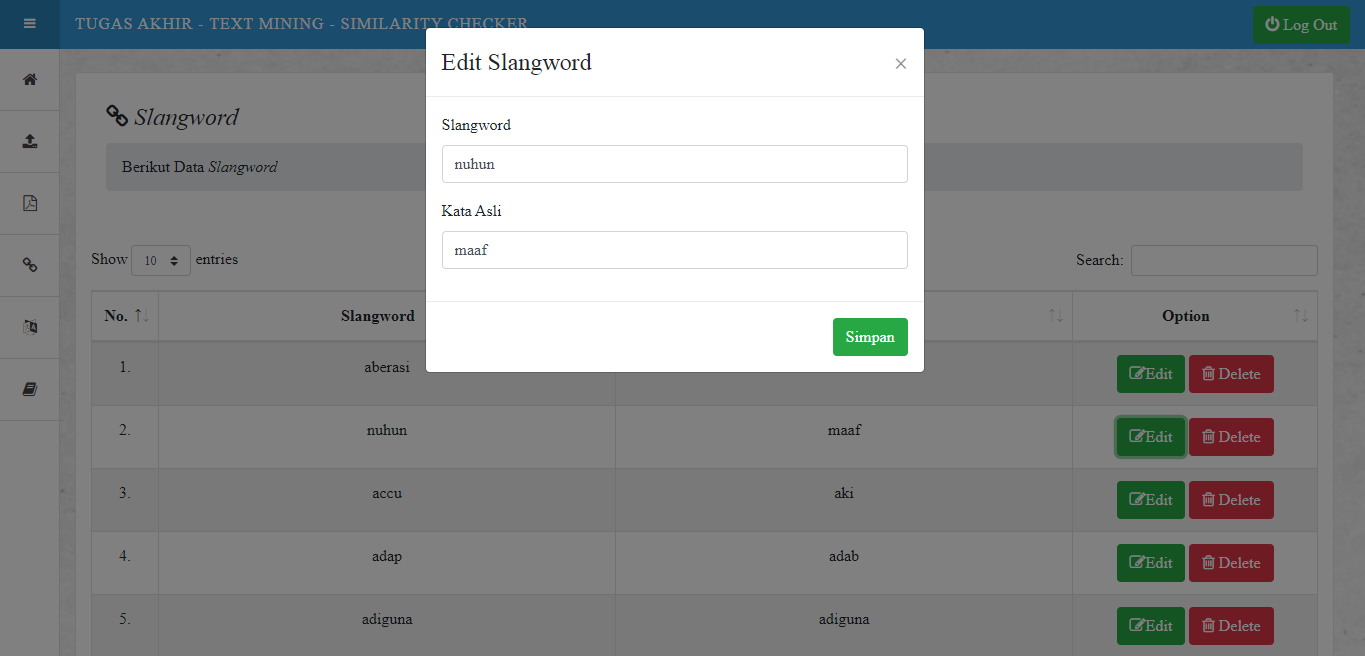 TUGAS AKHIR - TEXT MINING - SIMILARITY CHECKER
Log Out
Edit Slangword
×
Slangword
nuhun
Kata Asli
maaf
Simpan
Slangword
Berikut Data Slangword
Show 10 entries
Search:
No. Slangword Option
1. aberasi Edit Delete
2. nuhun maaf Edit Delete
3. accu aki Edit Delete
4. adap adab Edit Delete
5. adiguna adiguna Edit Delete